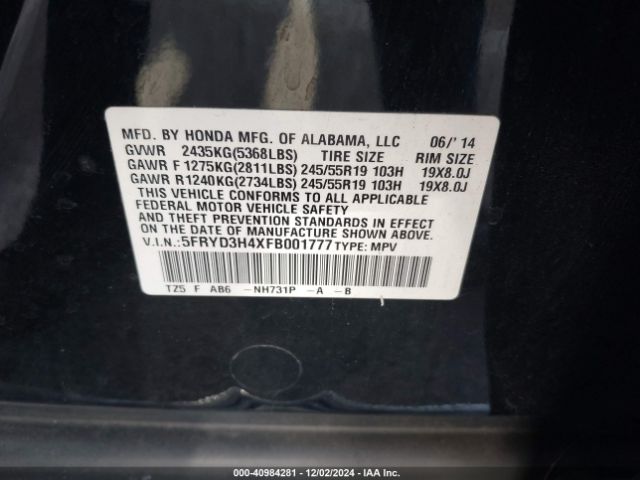 MFD. BY HONDA MFG. OF ALABAMA, LLC 06/'14
GVWR 2435KG(5368LBS) TIRE SIZE RIM SIZE
GAWR F 1275KG(2811LBS) 245/55R19 103H 19X8.0J
GAWR R1240KG(2734LBS) 245/55R19 103H 19X8.0J
THIS VEHICLE CONFORMS TO ALL APPLICABLE
FEDERAL MOTOR VEHICLE SAFETY
AND THEFT PREVENTION STANDARDS IN EFFECT
ON THE DATE OF MANUFACTURE SHOWN ABOVE.
V.I.N.:5FRYD3H4XFB001777 TYPE: MPV
TZ5 F AB6 -NH731P -A -B
000-40984281 - 12/02/2024 - IAA Inc.